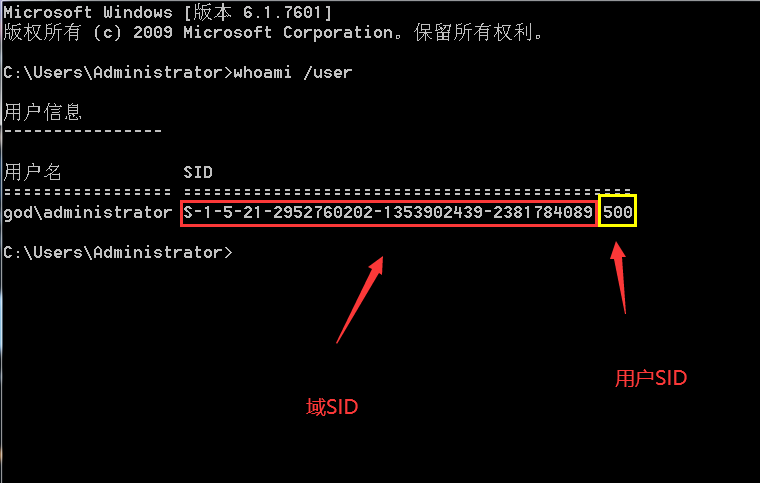 Microsoft Windows [版本 6.1.7601]
版权所有 (c) 2009 Microsoft Corporation。保留所有权利。
C:\Users\Administrator>whoami /user
用户信息
----------------
用户名 SID
================ ============================================
god\administrator S-1-5-21-2952760202-1353902439-2381784089 500
C:\Users\Administrator>
用户SID
域SID